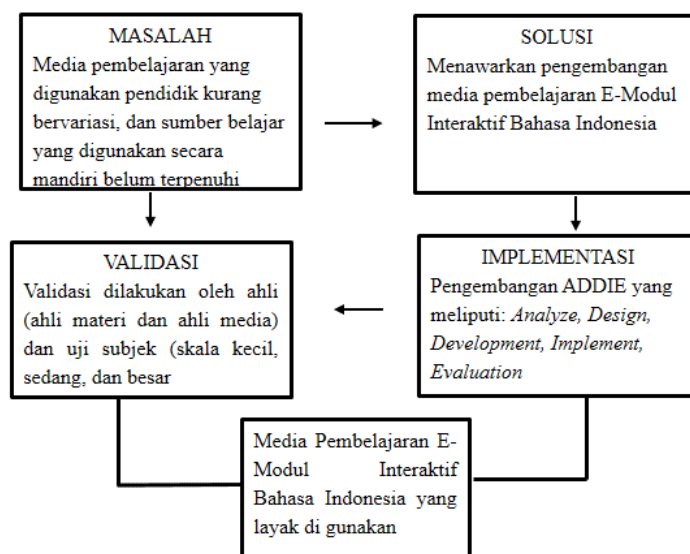 MASALAH
Media pembelajaran yang
digunakan pendidik kurang
bervariasi, dan sumber belajar
yang digunakan secara
mandiri belum terpenuhi
SOLUSI
Menawarkan pengembangan
media pembelajaran E-Modul
Interaktif Bahasa Indonesia
VALIDASI
Validasi dilakukan oleh ahli
(ahli materi dan ahli media)
dan uji subjek (skala kecil,
sedang, dan besar
IMPLEMENTASI
Pengembangan ADDIE yang
meliputi: Analyze, Design,
Development, Implement,
Evaluation
Media Pembelajaran E-
Modul Interaktif
Bahasa Indonesia yang
layak di gunakan